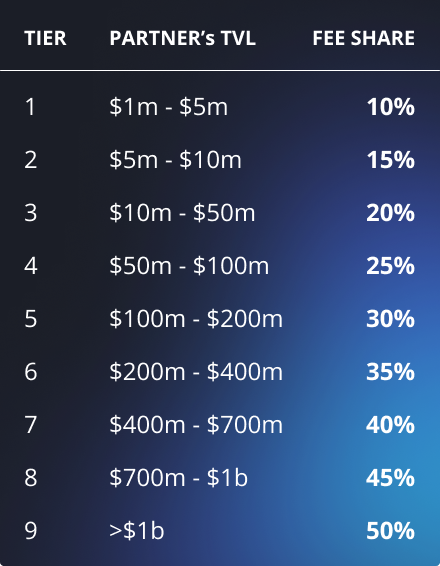 TIER PARTNER's TVL FEE SHARE
1 $1m - $5m 10%
2 $5m - $10m 15%
3 $10m - $50m 20%
4 $50m - $100m 25%
5 $100m - $200m 30%
6 $200m - $400m 35%
7 $400m - $700m 40%
8 $700m - $1b 45%
9 >$1b 50%